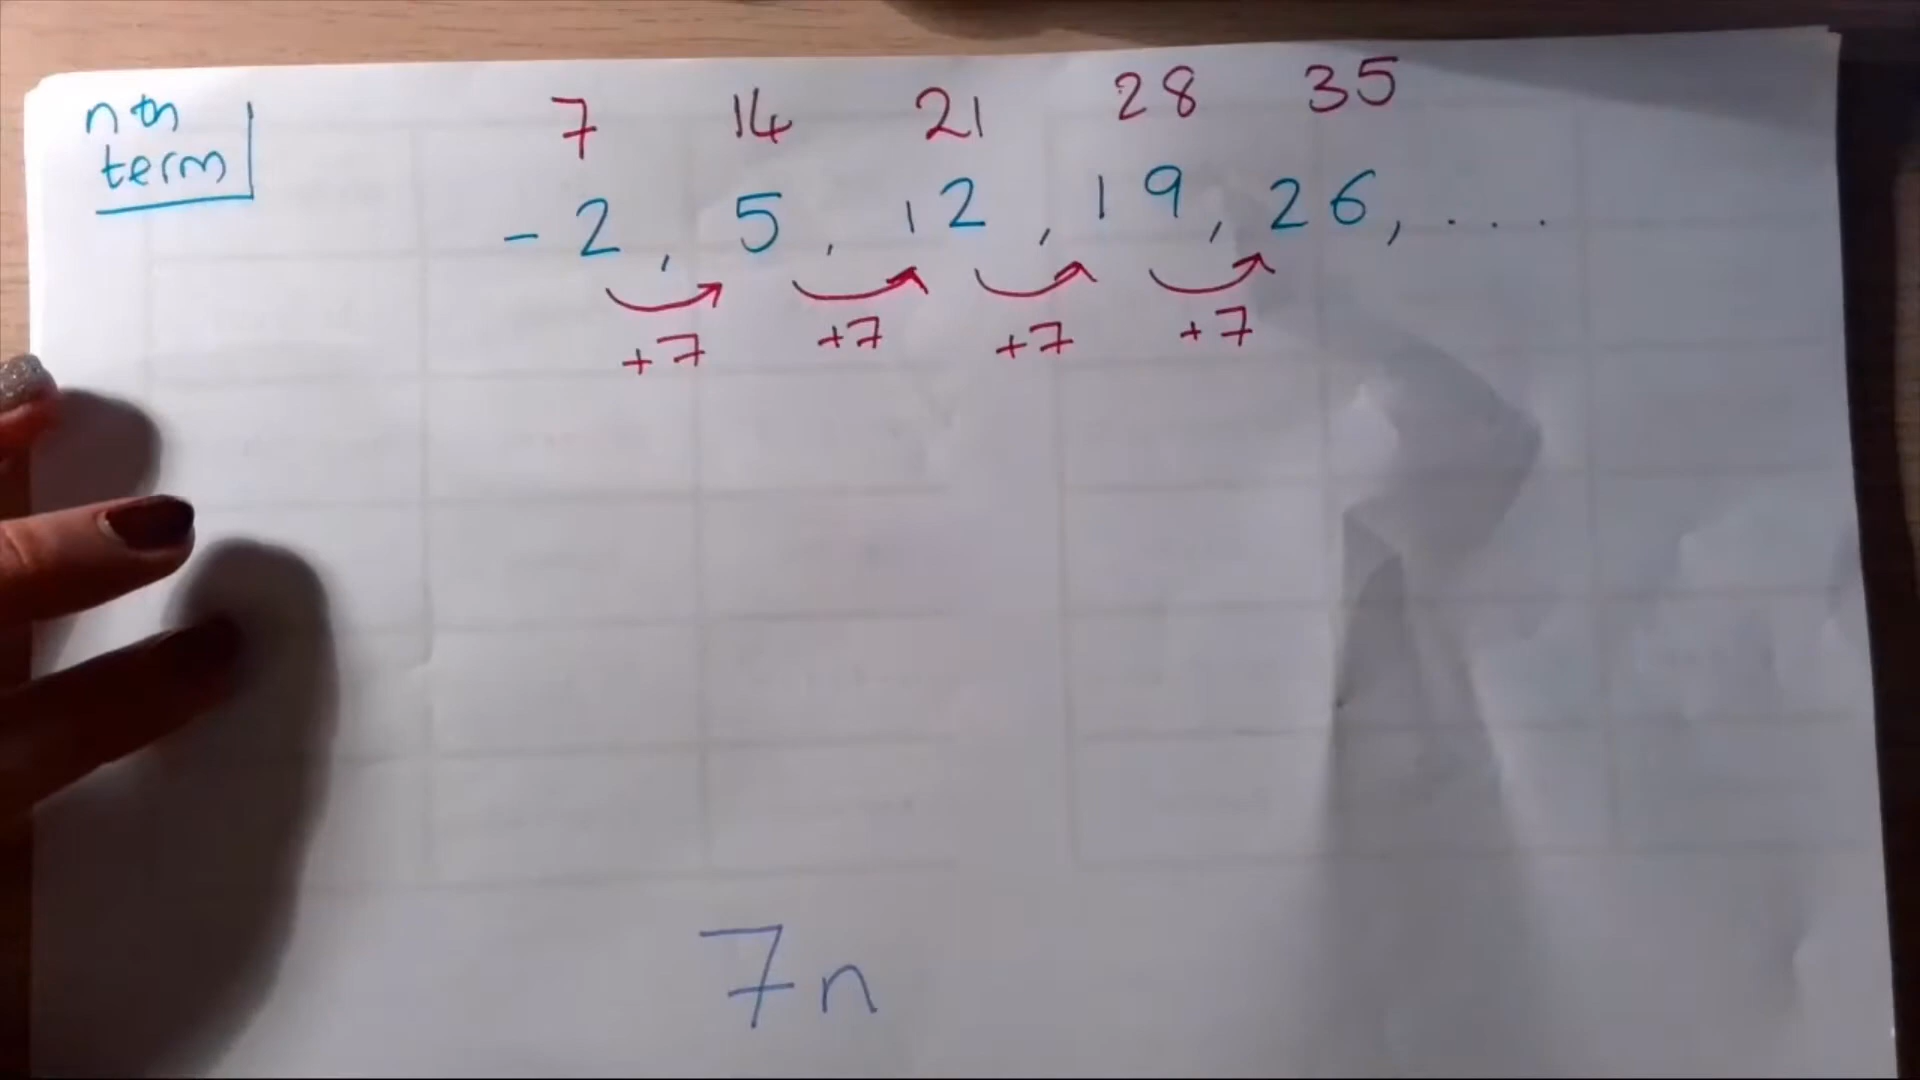 nth
term
7 14 21 28 35
-2, 5, 12, 19, 26, ....
+7 +7 +7 +7
7n